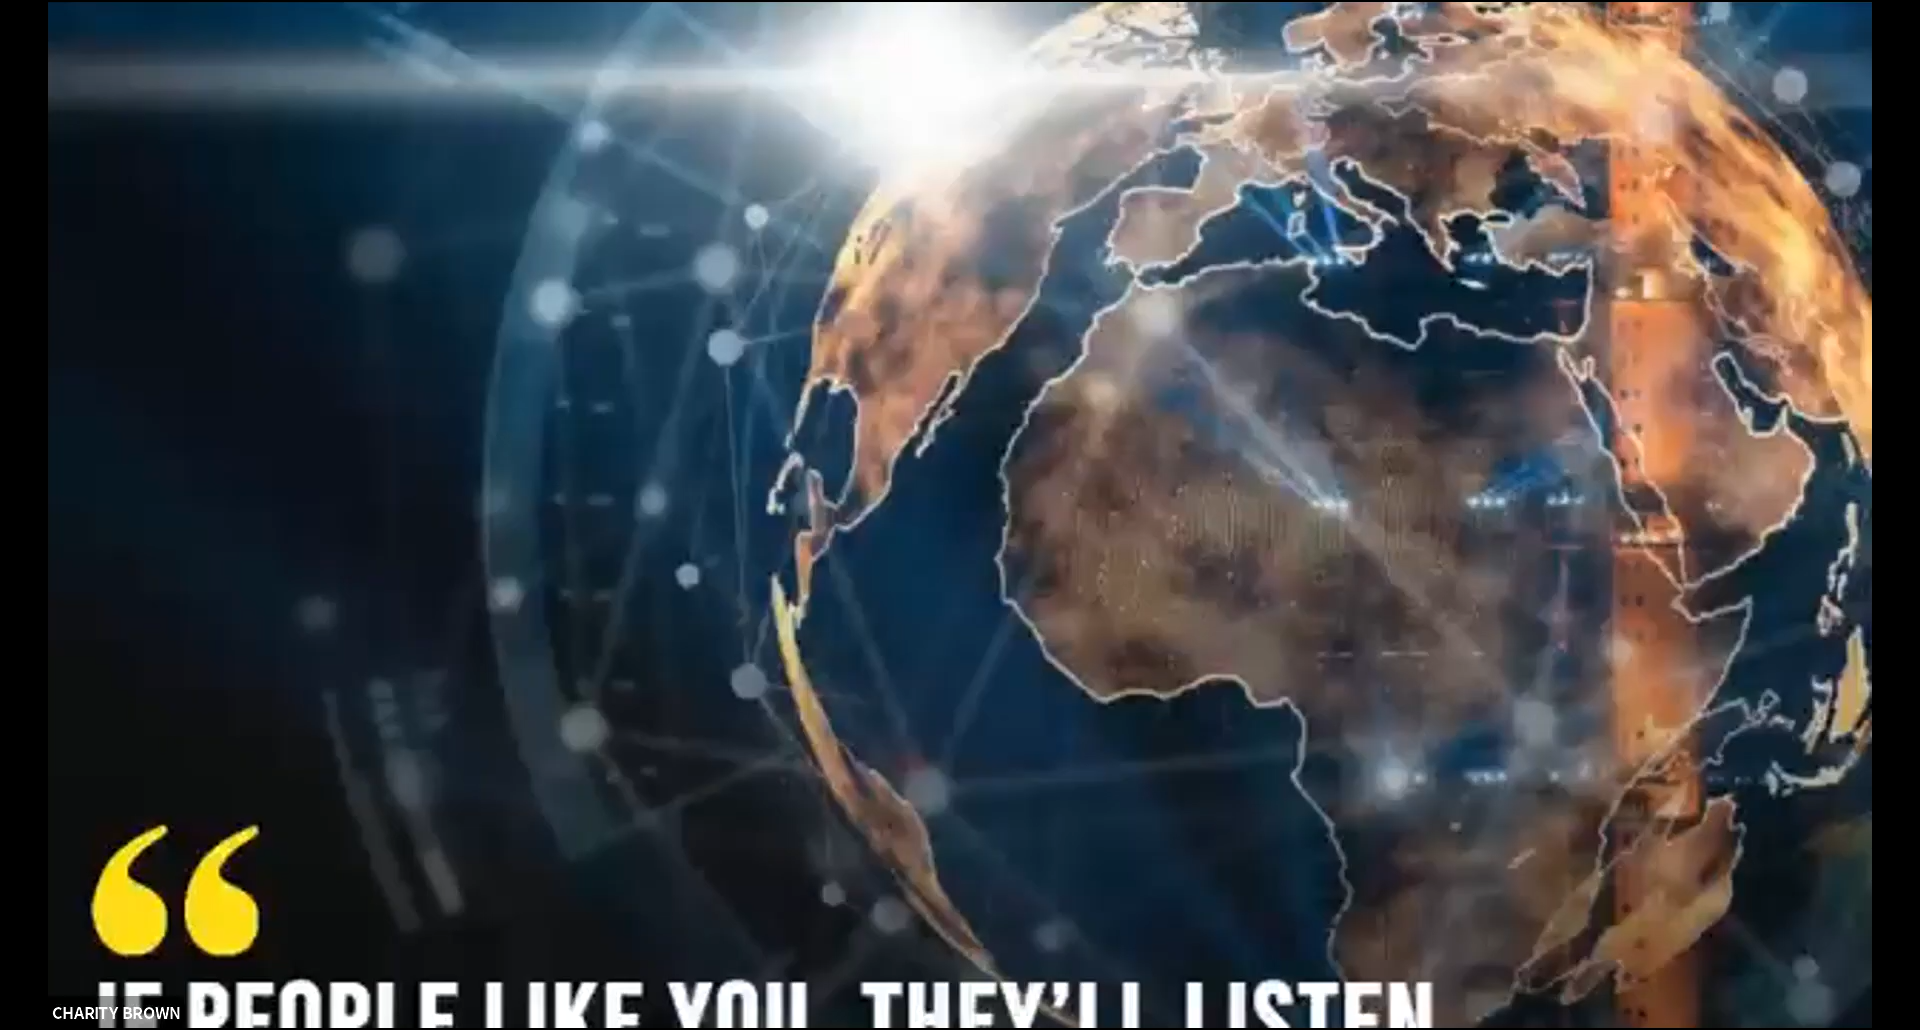 “
IF PEOPLE LIKE YOU, THEY’LL LISTEN
CHARITY BROWN